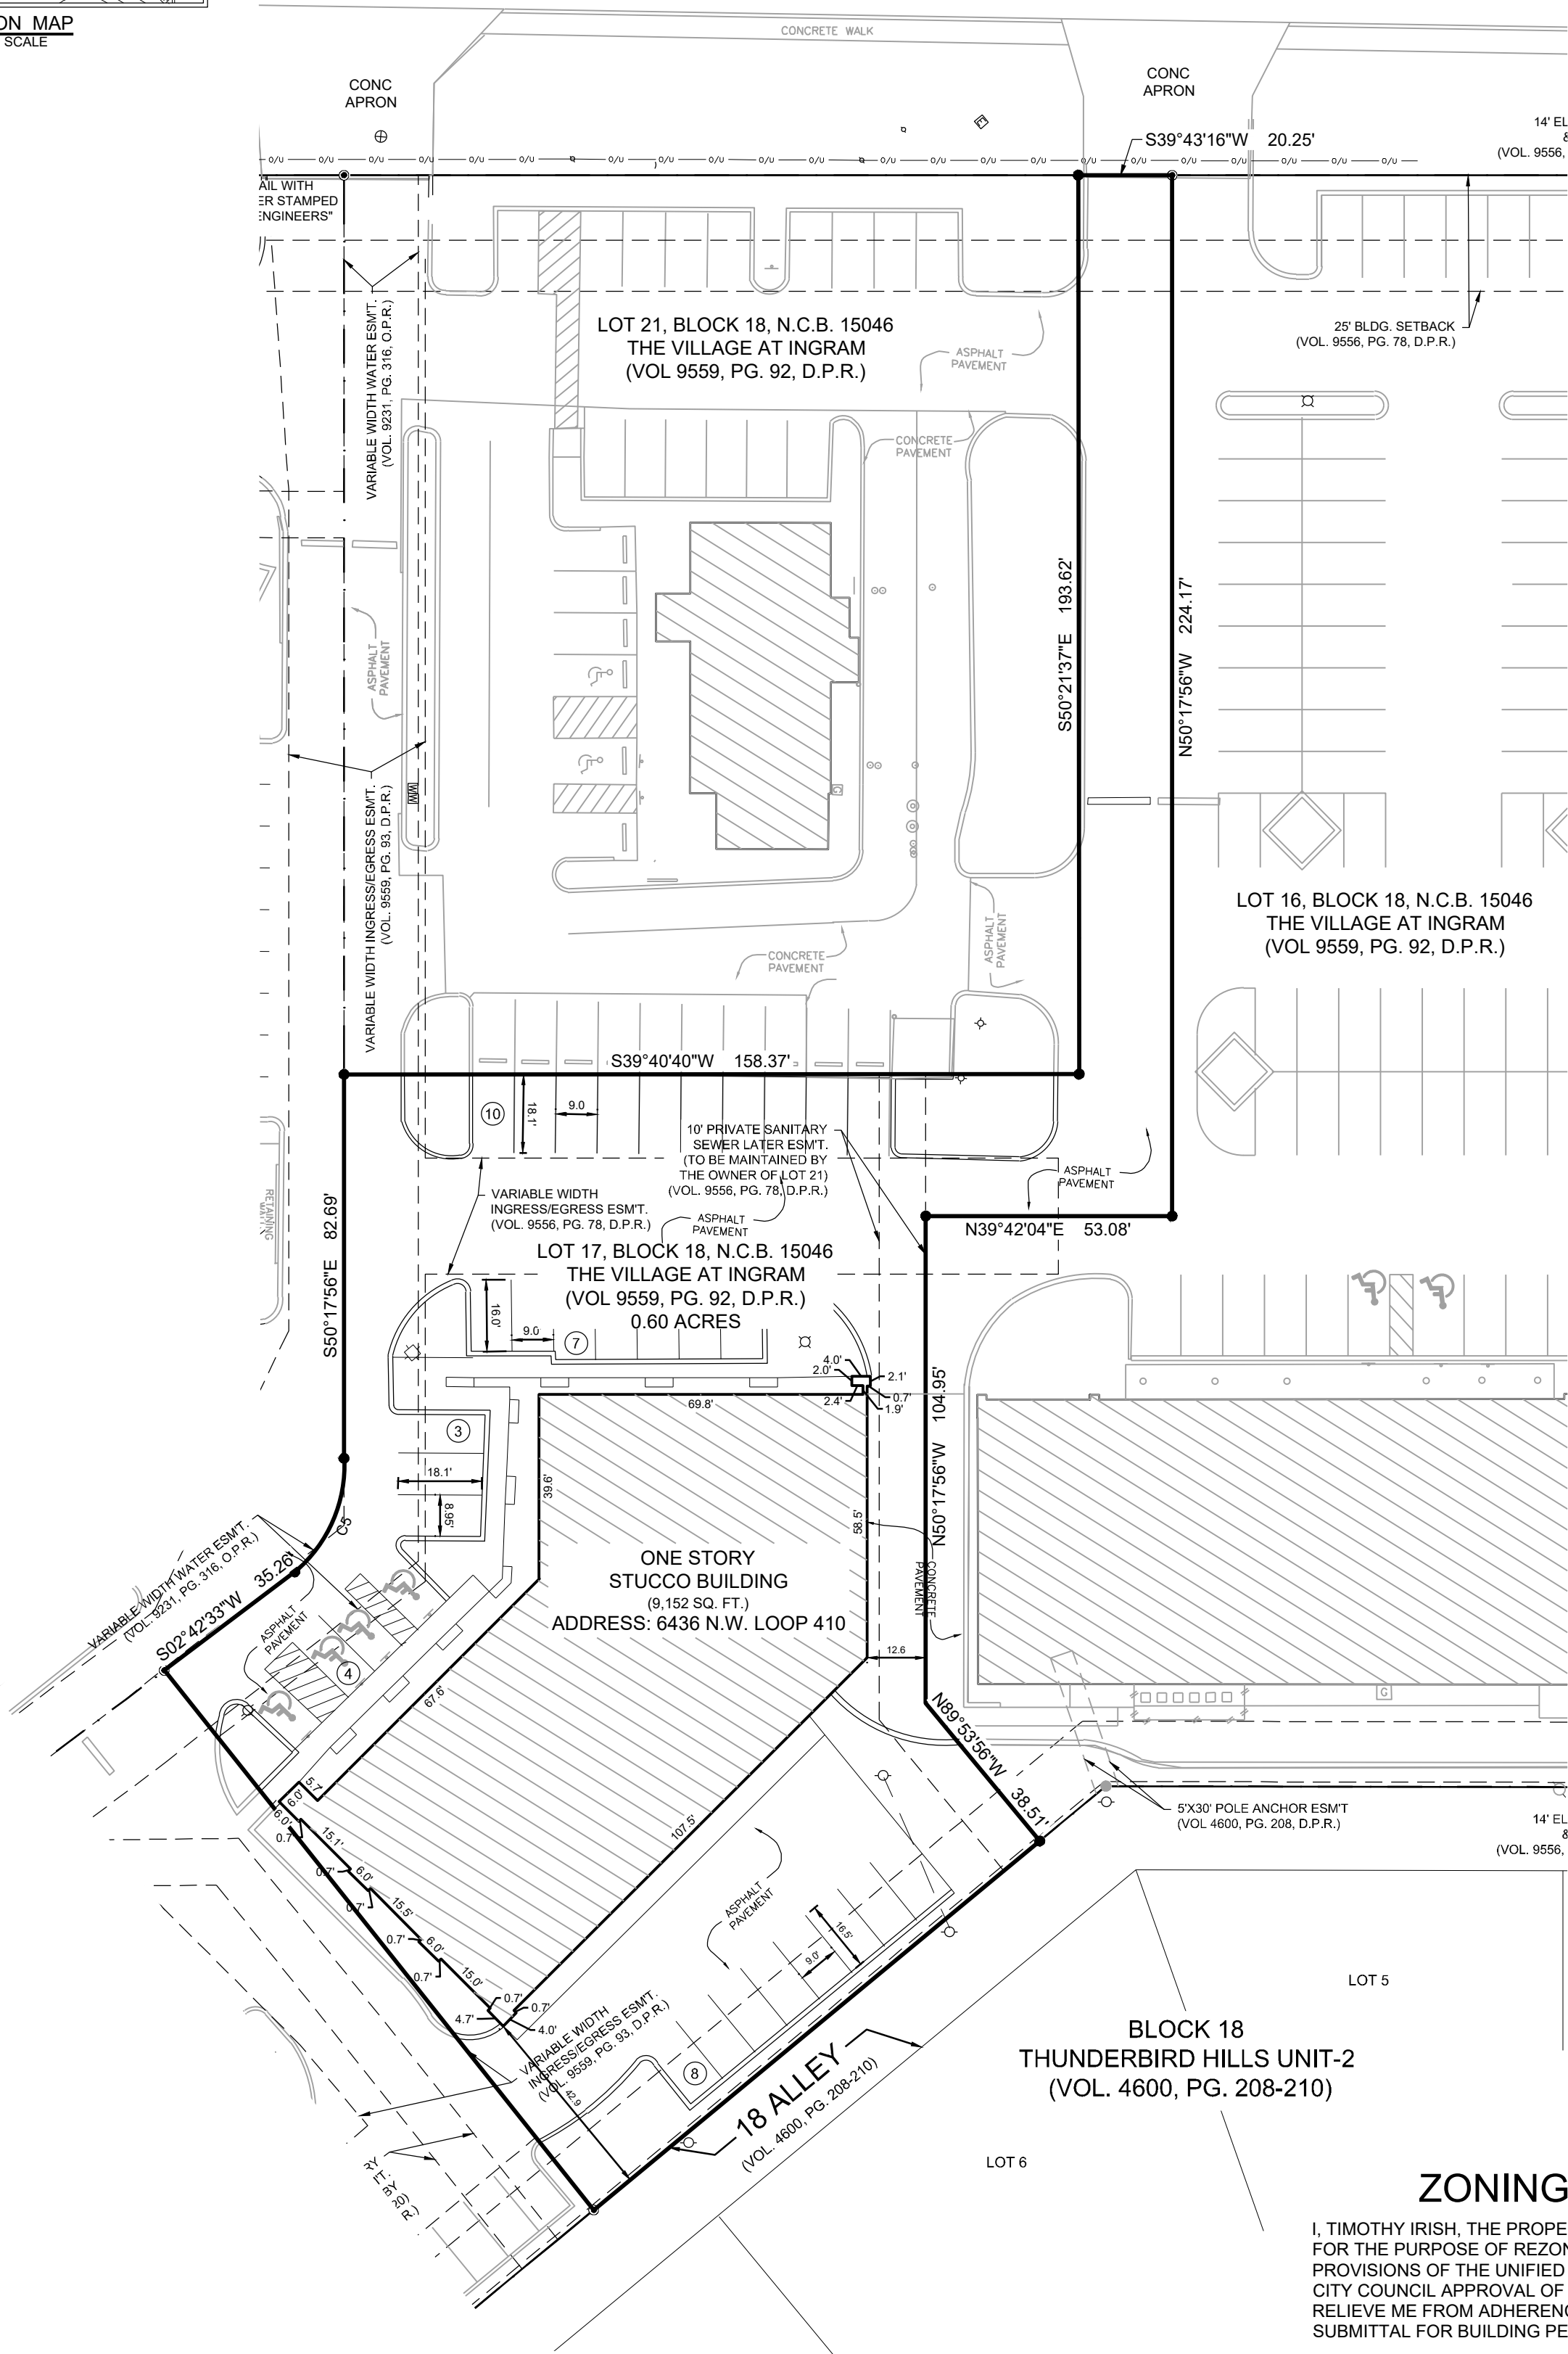 ON MAP
SCALE
CONCRETE WALK
CONC
APRON
CONC
APRON
S39°43'16"W 20.25'
14' EL
&
(VOL. 9556,
O/U O/U O/U O/U O/U O/U O/U O/U O/U O/U O/U O/U O/U O/U O/U O/U O/U O/U O/U O/U O/U O/U O/U
AIL WITH
ER STAMPED
ENGINEERS"
VARIABLE WIDTH WATER ESM'T.
(VOL. 9231, PG. 316, O.P.R.)
LOT 21, BLOCK 18, N.C.B. 15046
THE VILLAGE AT INGRAM
(VOL 9559, PG. 92, D.P.R.)
ASPHALT
PAVEMENT
25' BLDG. SETBACK
(VOL. 9556, PG. 78, D.P.R.)
CONCRETE
PAVEMENT
S50°21'37"E 193.62'
N50°17'56"W 224.17'
ASPHALT
PAVEMENT
VARIABLE WIDTH INGRESS/EGRESS ESM'T.
(VOL. 9559, PG. 93, D.P.R.)
WM
G
LOT 16, BLOCK 18, N.C.B. 15046
THE VILLAGE AT INGRAM
(VOL 9559, PG. 92, D.P.R.)
ASPHALT
PAVEMENT
CONCRETE
PAVEMENT
S39°40'40"W 158.37'
10
18.1'
9.0
10' PRIVATE SANITARY
SEWER LATER ESM'T.
(TO BE MAINTAINED BY
THE OWNER OF LOT 21)
(VOL. 9556, PG. 78, D.P.R.)
ASPHALT
PAVEMENT
RETAINING
WALL
S50°17'56"E 82.69'
VARIABLE WIDTH
INGRESS/EGRESS ESM'T.
(VOL. 9556, PG. 78, D.P.R.)
ASPHALT
PAVEMENT
N39°42'04"E 53.08'
LOT 17, BLOCK 18, N.C.B. 15046
THE VILLAGE AT INGRAM
(VOL 9559, PG. 92, D.P.R.)
0.60 ACRES
16.0'
9.0'
7
4.0'
2.0'
2.1'
0.7'
2.4'
1.9'
69.8'
N50°17'56"W 104.95'
3
18.1'
8.95'
39.6'
58.5'
C5
CONCRETE
PAVEMENT
ONE STORY
STUCCO BUILDING
(9,152 SQ. FT.)
ADDRESS: 6436 N.W. LOOP 410
12.6
VARIABLE WIDTH WATER ESM'T.
(VOL. 9231, PG. 316, O.P.R.)
S02°42'33"W 35.26'
ASPHALT
PAVEMENT
4
67.6'
G
N89°53'56"W 38.51'
5'X30' POLE ANCHOR ESM'T
(VOL 4600, PG. 208, D.P.R.)
14' EL
&
(VOL. 9556,
5.7'
6.0'
6.0'
0.7'
15.1'
0.7'
6.0'
0.7'
15.5'
0.7'
6.0'
0.7'
15.0'
0.7'
0.7'
4.7'
4.0'
107.5'
ASPHALT
PAVEMENT
16.5'
9.0'
VARIABLE WIDTH
INGRESS/EGRESS ESM'T.
(VOL. 9559, PG. 93, D.P.R.)
42.9
8
18 ALLEY
(VOL. 4600, PG. 208-210)
LOT 5
BLOCK 18
THUNDERBIRD HILLS UNIT-2
(VOL. 4600, PG. 208-210)
LOT 6
RY
T.
BY
20)
R.)
ZONING
I, TIMOTHY IRISH, THE PROPE
FOR THE PURPOSE OF REZON
PROVISIONS OF THE UNIFIED
CITY COUNCIL APPROVAL OF
RELIEVE ME FROM ADHERENC
SUBMITTAL FOR BUILDING PE